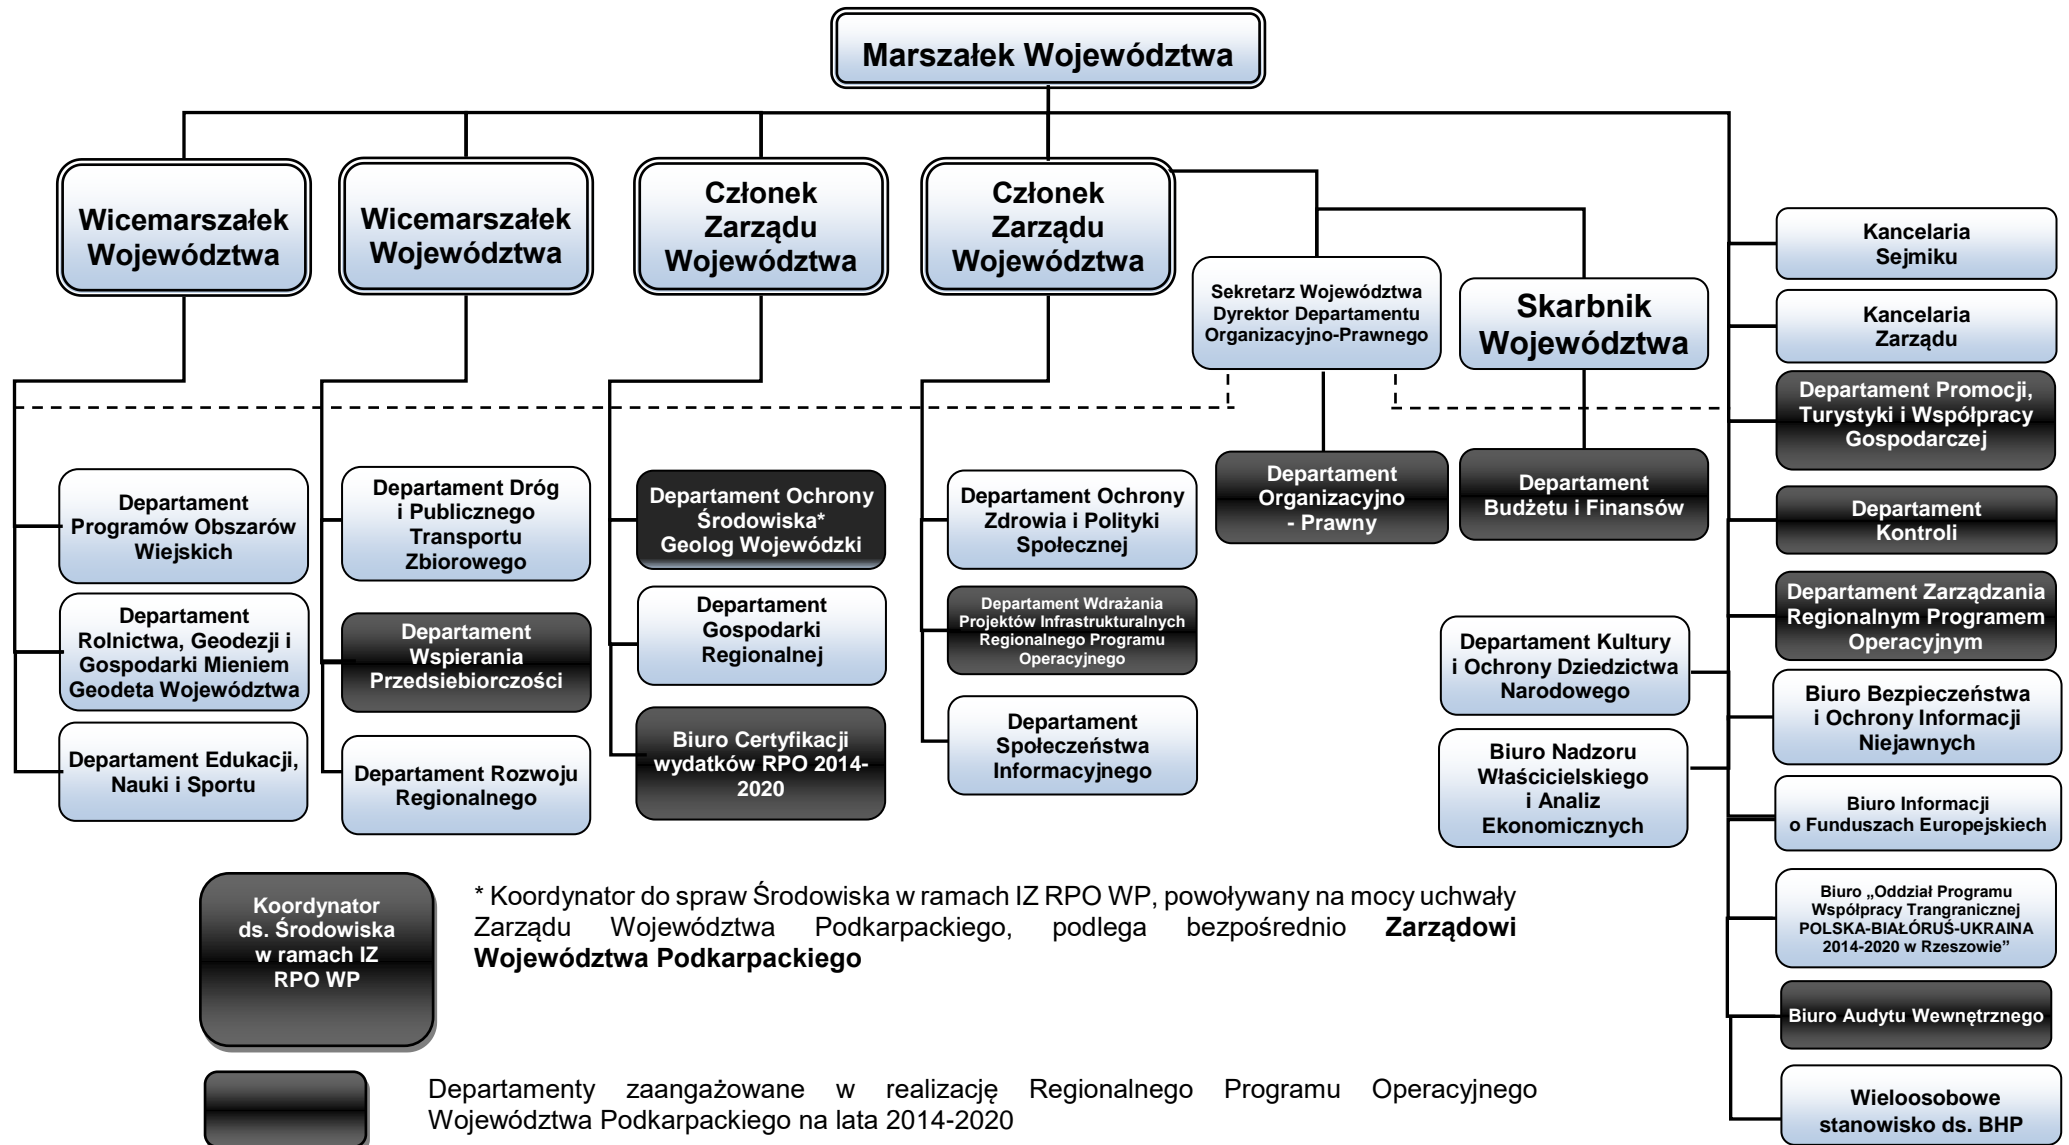 Marszałek Województwa
Wicemarszałek
Województwa
Wicemarszałek
Województwa
Członek
Zarządu
Województwa
Członek
Zarządu
Województwa
Sekretarz Województwa
Dyrektor Departamentu
Organizacyjno-Prawnego
Skarbnik
Województwa
Kancelaria
Sejmiku
Kancelaria
Zarządu
Departament Promocji,
Turystyki i Współpracy
Gospodarczej
Departament
Kontroli
Departament Zarządzania
Regionalnym Programem
Operacyjnym
Biuro Bezpieczeństwa
i Ochrony Informacji
Niejawnych
Biuro Informacji
o Funduszach Europejskiech
Biuro „Oddział Programu
Współpracy Trangranicznej
POLSKA-BIAŁÓRUŚ-UKRAINA
2014-2020 w Rzeszowie”
Biuro Audytu Wewnętrznego
Wieloosobowe
stanowisko ds. BHP
Departament
Programów Obszarów
Wiejskich
Departament
Rolnictwa, Geodezji i
Gospodarki Mieniem
Geodeta Województwa
Departament Edukacji,
Nauki i Sportu
Departament Dróg
i Publicznego
Transportu
Zbiorowego
Departament
Wspierania
Przedsiebiorczości
Departament Rozwoju
Regionalnego
Departament Ochrony
Środowiska*
Geolog Wojewódzki
Departament
Gospodarki
Regionalnej
Biuro Certyfikacji
wydatków RPO 2014-
2020
Departament Ochrony
Zdrowia i Polityki
Społecznej
Departament Wdrażania
Projektów Infrastrukturalnych
Regionalnego Programu
Operacyjnego
Departament
Społeczeństwa
Informacyjnego
Departament
Organizacyjno
- Prawny
Departament
Budżetu i Finansów
Departament Kultury
i Ochrony Dziedzictwa
Narodowego
Biuro Nadzoru
Właścicielskiego
i Analiz
Ekonomicznych
Koordynator
ds. Środowiska
w ramach IZ
RPO WP
* Koordynator do spraw Środowiska w ramach IZ RPO WP, powoływany na mocy uchwały
Zarządu Województwa Podkarpackiego, podlega bezpośrednio Zarządowi
Województwa Podkarpackiego
Departamenty zaangażowane w realizację Regionalnego Programu Operacyjnego
Województwa Podkarpackiego na lata 2014-2020